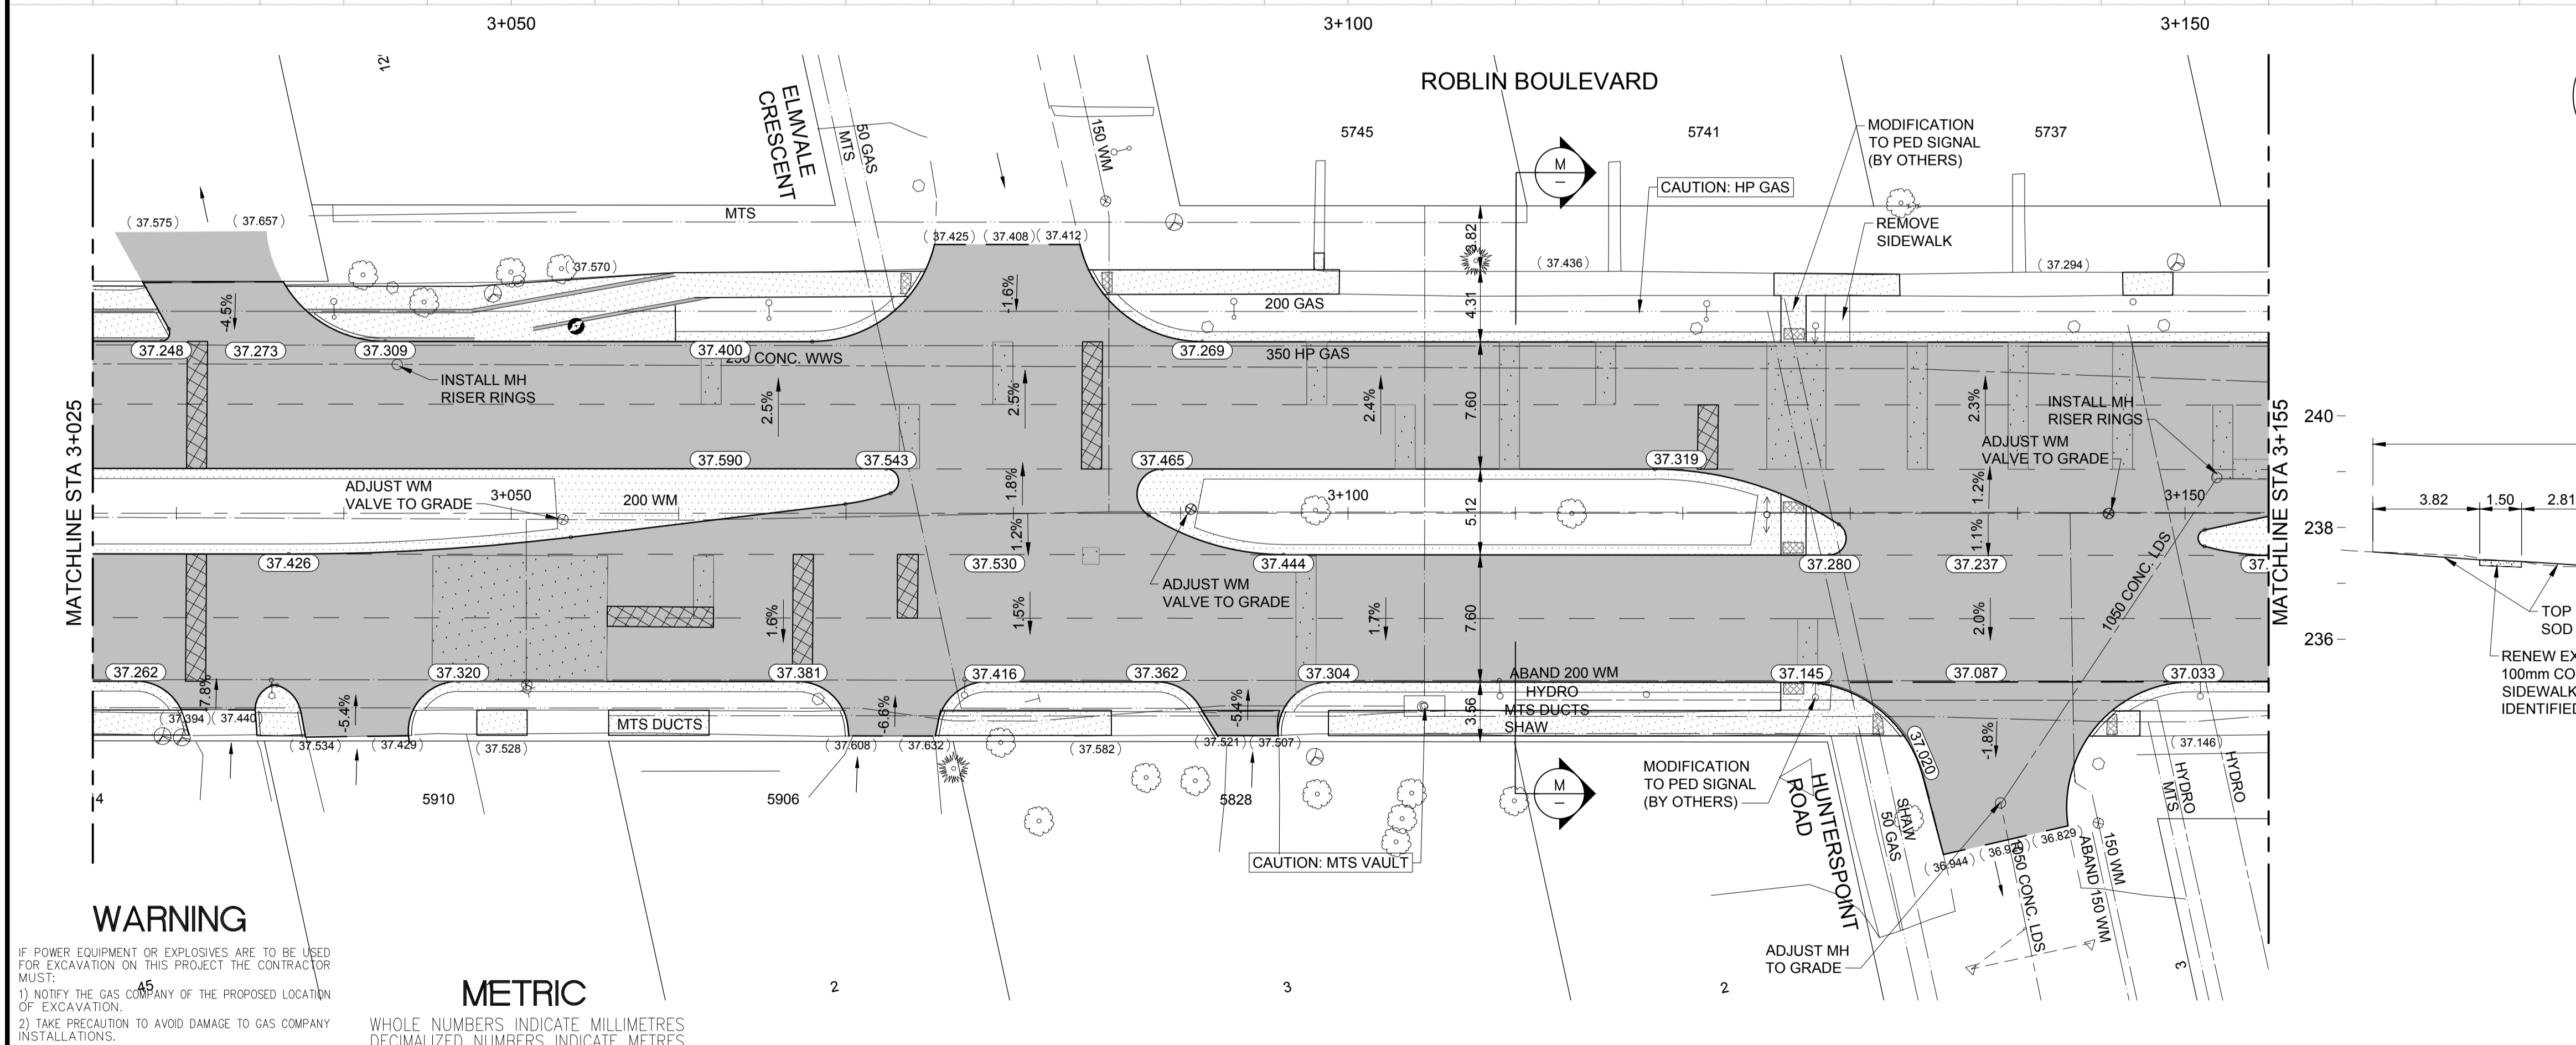 3+050
3+100
3+150
12
ROBLIN BOULEVARD
ELMVALE
CRESCENT
50 GAS
MTS
150 WM
5745
5741
5737
MODIFICATION
TO PED SIGNAL
(BY OTHERS)
M
CAUTION: HP GAS
REMOVE
SIDEWALK
MTS
(37.575)
(37.657)
(37.425)
(37.408)
(37.412)
(37.570)
(37.436)
(37.294)
3.82
4.31
-4.5%
-1.6%
200 GAS
37.248
37.273
37.309
37.400
CONC. WWS
37.269
350 HP GAS
INSTALL MH
RISER RINGS
2.5%
2.5%
2.4%
7.60
2.3%
INSTALL MH
RISER RINGS
ADJUST WM
VALVE TO GRADE
MATCHLINE STA 3+025
MATCHLINE STA 3+155
240
37.590
37.543
37.465
37.319
ADJUST WM
VALVE TO GRADE
3+050
200 WM
1.8%
3+100
5.12
1.2%
3+150
3.82
1.50
2.81
238
1.2%
1.1%
37.426
37.530
37.444
37.280
37.237
37.
1050 CONC. LDS
ADJUST WM
VALVE TO GRADE
1.6%
1.5%
1.7%
7.60
2.0%
236
TOP
SOD
RENEW EX
100mm CO
SIDEWALK
IDENTIFIED
37.262
37.320
37.381
37.416
37.362
37.304
ABAND 200 WM
37.145
37.087
37.033
-7.8%
-5.4%
-6.6%
-5.4%
3.56
HYDRO
MTS DUCTS
SHAW
(37.394)
(37.440)
MTS DUCTS
(37.534)
(37.429)
(37.528)
(37.608)
(37.632)
(37.582)
(37.521)
(37.507)
37.020
-1.8%
(37.146)
4
5910
5906
5828
M
MODIFICATION
TO PED SIGNAL
(BY OTHERS)
HUNTERSPOINT
ROAD
SHAW
50 GAS
HYDRO
MTS
HYDRO
CAUTION: MTS VAULT
(36.944)
(36.829)
1050 CONC. LDS
150 WM
ABAND 150 WM
ADJUST MH
TO GRADE
WARNING
IF POWER EQUIPMENT OR EXPLOSIVES ARE TO BE USED
FOR EXCAVATION ON THIS PROJECT THE CONTRACTOR
MUST:
1) NOTIFY THE GAS COMPANY OF THE PROPOSED LOCATION
OF EXCAVATION.
2) TAKE PRECAUTION TO AVOID DAMAGE TO GAS COMPANY
INSTALLATIONS.
45
METRIC
WHOLE NUMBERS INDICATE MILLIMETRES
DECIMALIZED NUMBERS INDICATE METRES
2
3
2
3